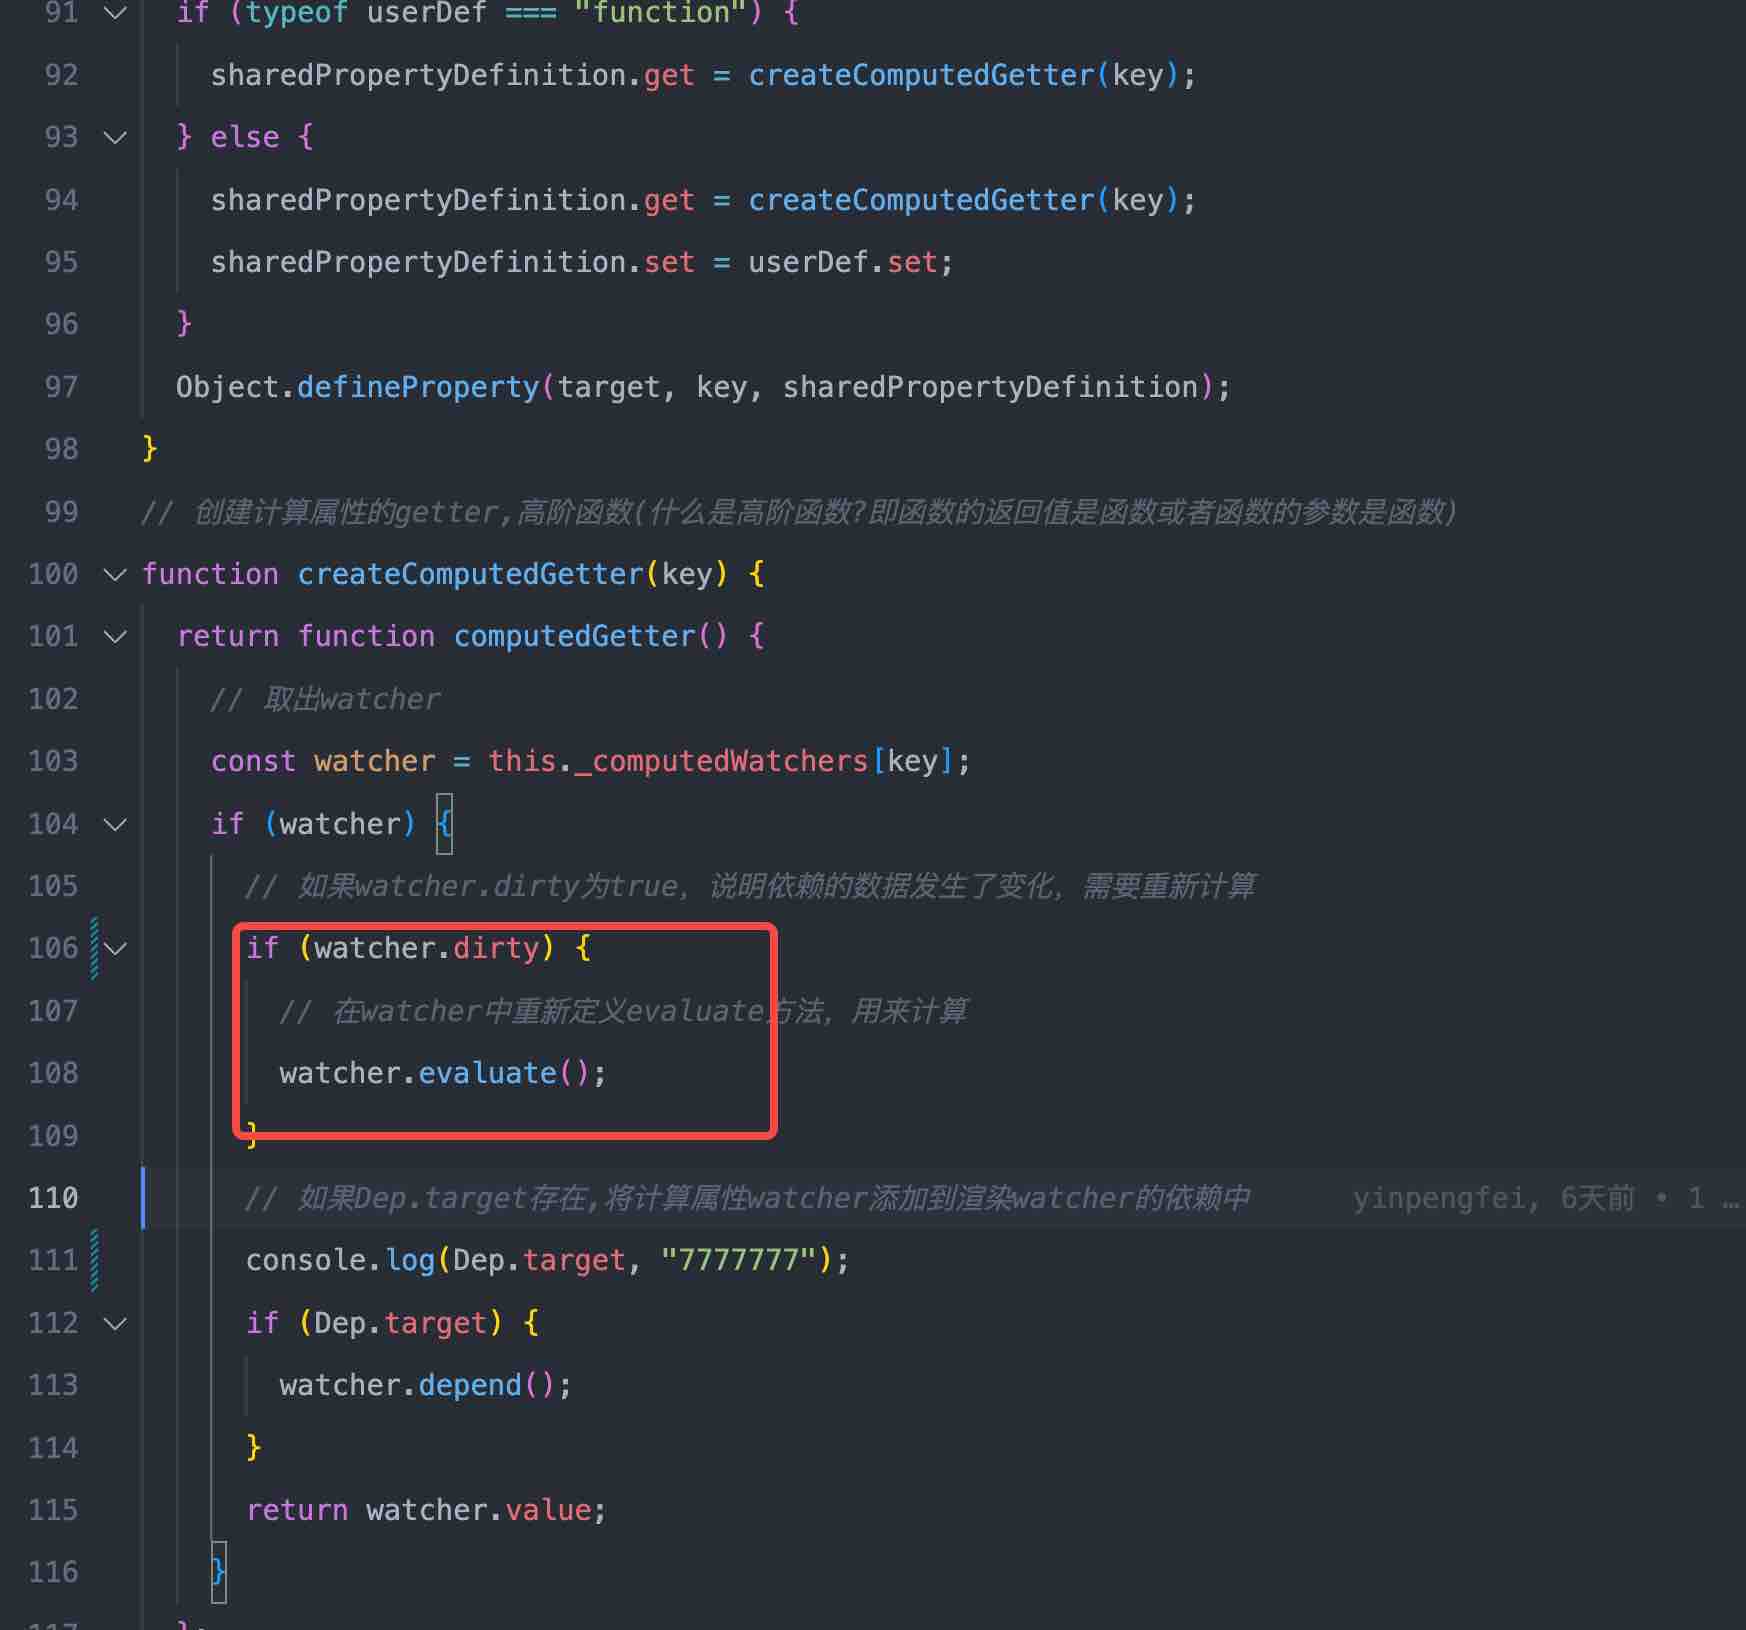 91 if (typeof userDef === "function") {
92 sharedPropertyDefinition.get = createComputedGetter(key);
93 } else {
94 sharedPropertyDefinition.get = createComputedGetter(key);
95 sharedPropertyDefinition.set = userDef.set;
96 }
97 Object.defineProperty(target, key, sharedPropertyDefinition);
98 }
99 // 创建计算属性的getter,高阶函数(什么是高阶函数?即函数的返回值是函数或者函数的参数是函数)
100 function createComputedGetter(key) {
101 return function computedGetter() {
102 // 取出watcher
103 const watcher = this._computedWatchers[key];
104 if (watcher) {
105 // 如果watcher.dirty为true，说明依赖的数据发生了变化，需要重新计算
106 if (watcher.dirty) {
107 // 在watcher中重新定义evaluate方法，用来计算
108 watcher.evaluate();
109 }
110 // 如果Dep.target存在,将计算属性watcher添加到渲染watcher的依赖中 yinpengfei, 6天前 • 1 …
111 console.log(Dep.target, "7777777");
112 if (Dep.target) {
113 watcher.depend();
114 }
115 return watcher.value;
116 }
117 };